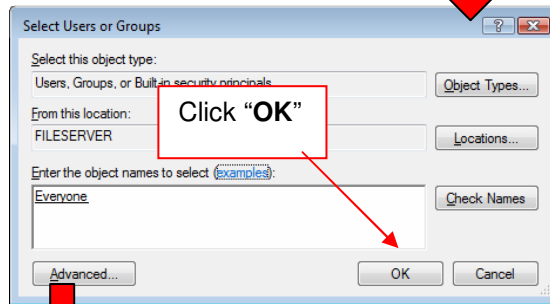 Select Users or Groups
Select this object type:
Users, Groups, or Built-in security principals
Object Types...
From this location:
FILESERVER
Locations...
Click “OK”
Enter the object names to select (examples):
Everyone
Check Names
Advanced...
OK
Cancel